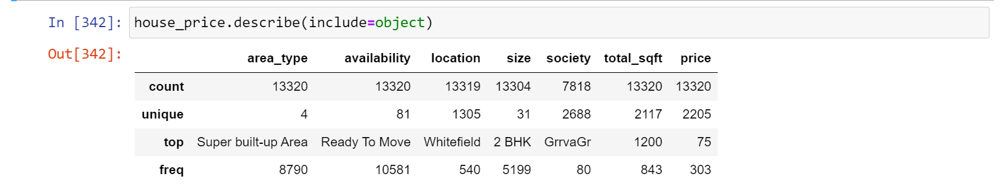 In [342]: house_price.describe(include=object)
Out[342]:
area_type availability location size society total_sqft price
count 13320 13320 13319 13304 7818 13320 13320
unique 4 81 1305 31 2688 2117 2205
top Super built-up Area Ready To Move Whitefield 2 BHK GrrvaGr 1200 75
freq 8790 10581 540 5199 80 843 303